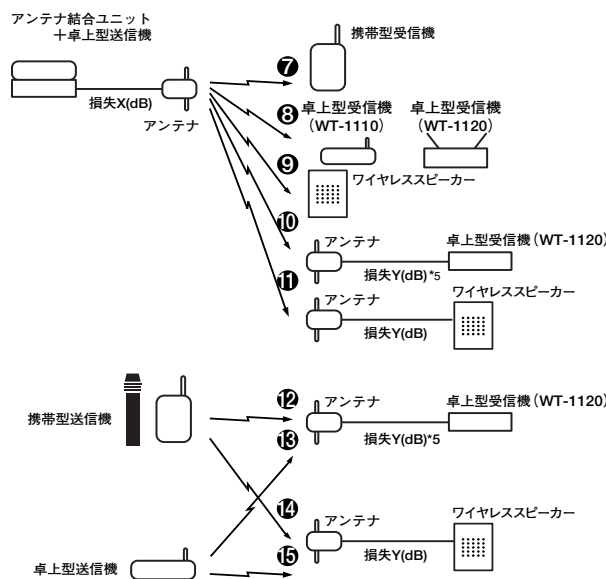 アンテナ結合ユニット
＋卓上型送信機
損失X(dB)
アンテナ
❼
携帯型受信機
❽
卓上型受信機
(WT-1110)
卓上型受信機
(WT-1120)
❾
ワイヤレススピーカー
❿
アンテナ
卓上型受信機(WT-1120)
損失Y(dB)*5
⓫
アンテナ
ワイヤレススピーカー
損失Y(dB)
携帯型送信機
⓬
アンテナ
卓上型受信機(WT-1120)
⓭
損失Y(dB)*5
⓮
アンテナ
ワイヤレススピーカー
卓上型送信機
⓯
損失Y(dB)